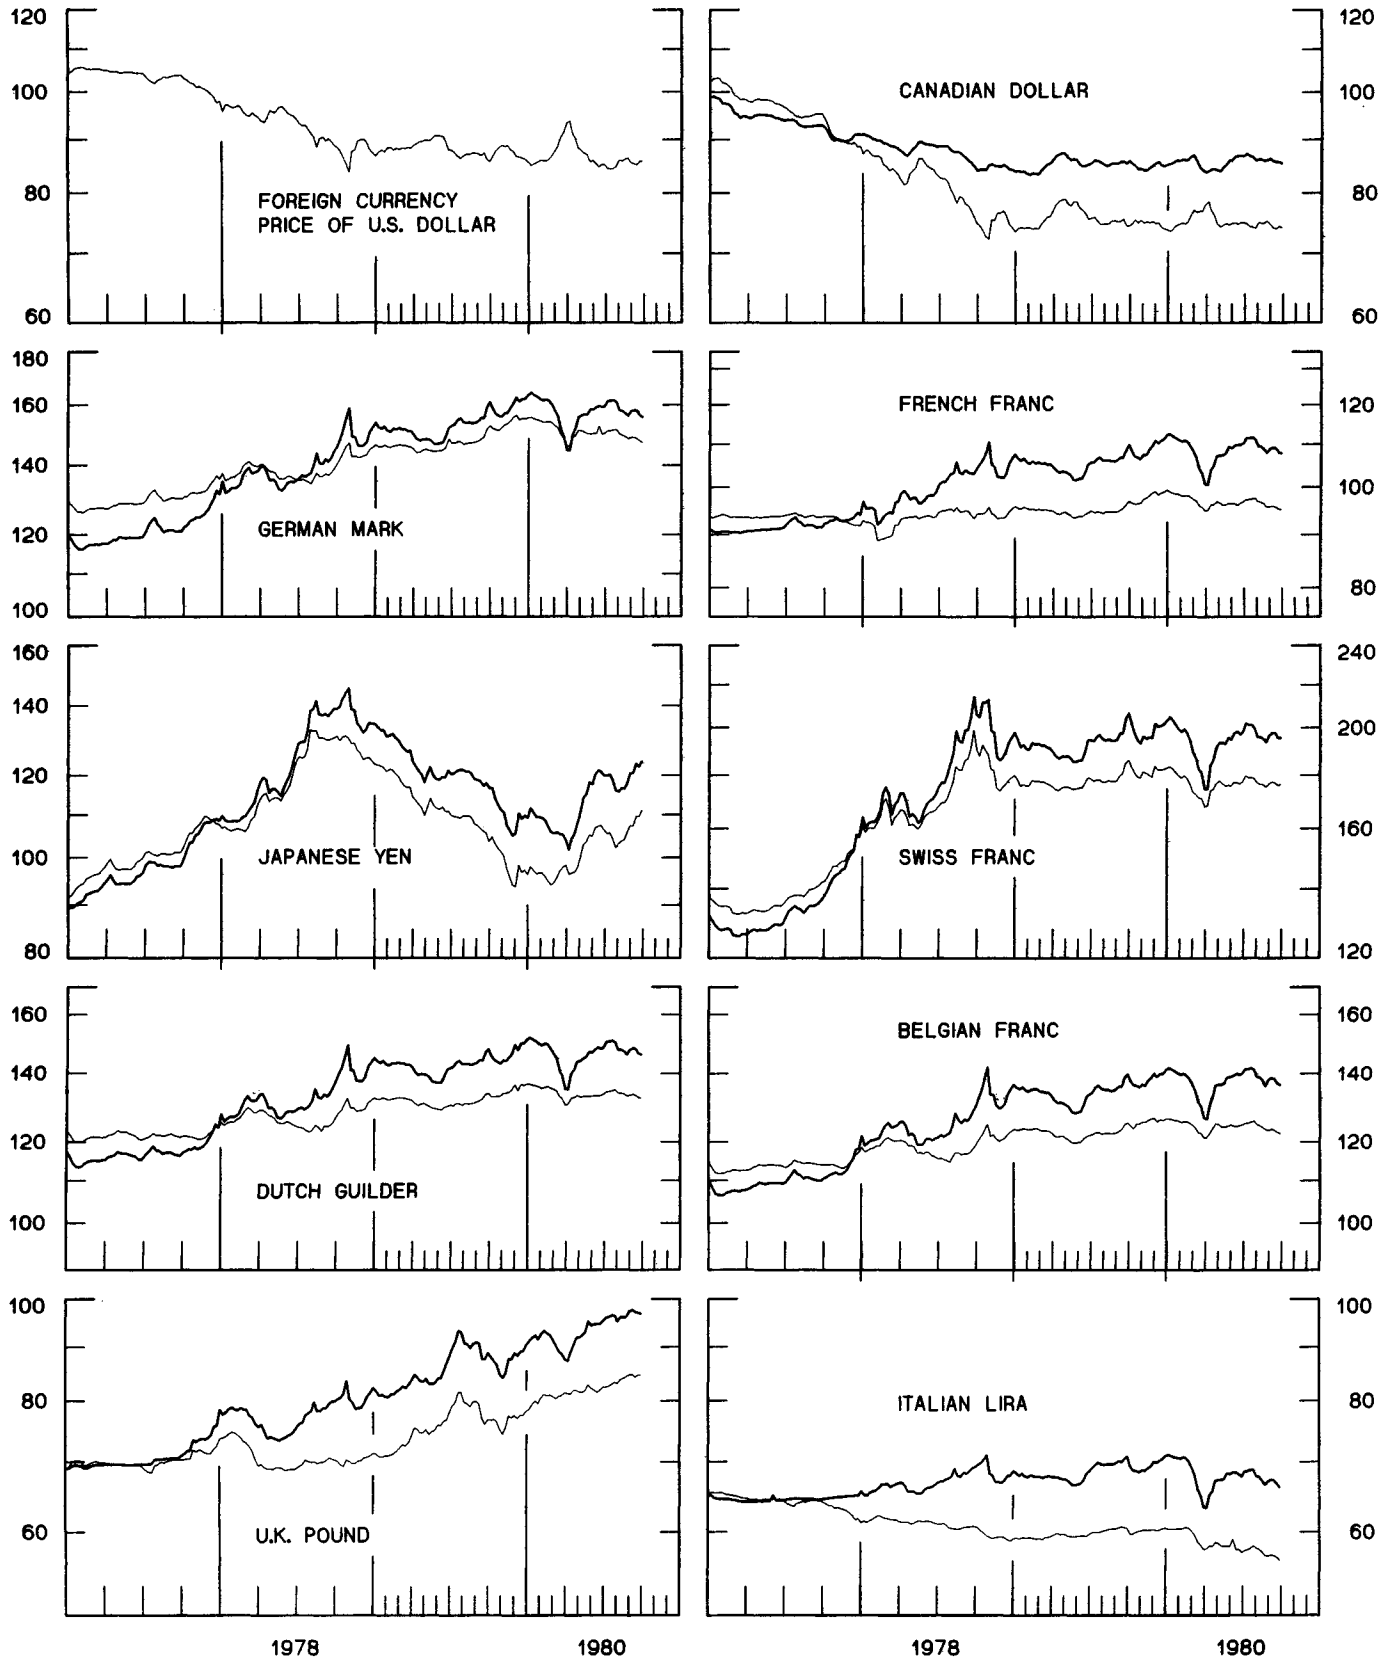 120 120
100 CANADIAN DOLLAR 100
80 80
FOREIGN CURRENCY
PRICE OF U.S. DOLLAR
60 60
180
160 FRENCH FRANC 120
140 100
120 GERMAN MARK
100 80
160 240
140 200
120
100 JAPANESE YEN SWISS FRANC 160
80 120
160 BELGIAN FRANC 160
140 140
120 120
DUTCH GUILDER
100 100
100 100
80 ITALIAN LIRA 80
60 U.K. POUND 60
1978 1980 1978 1980